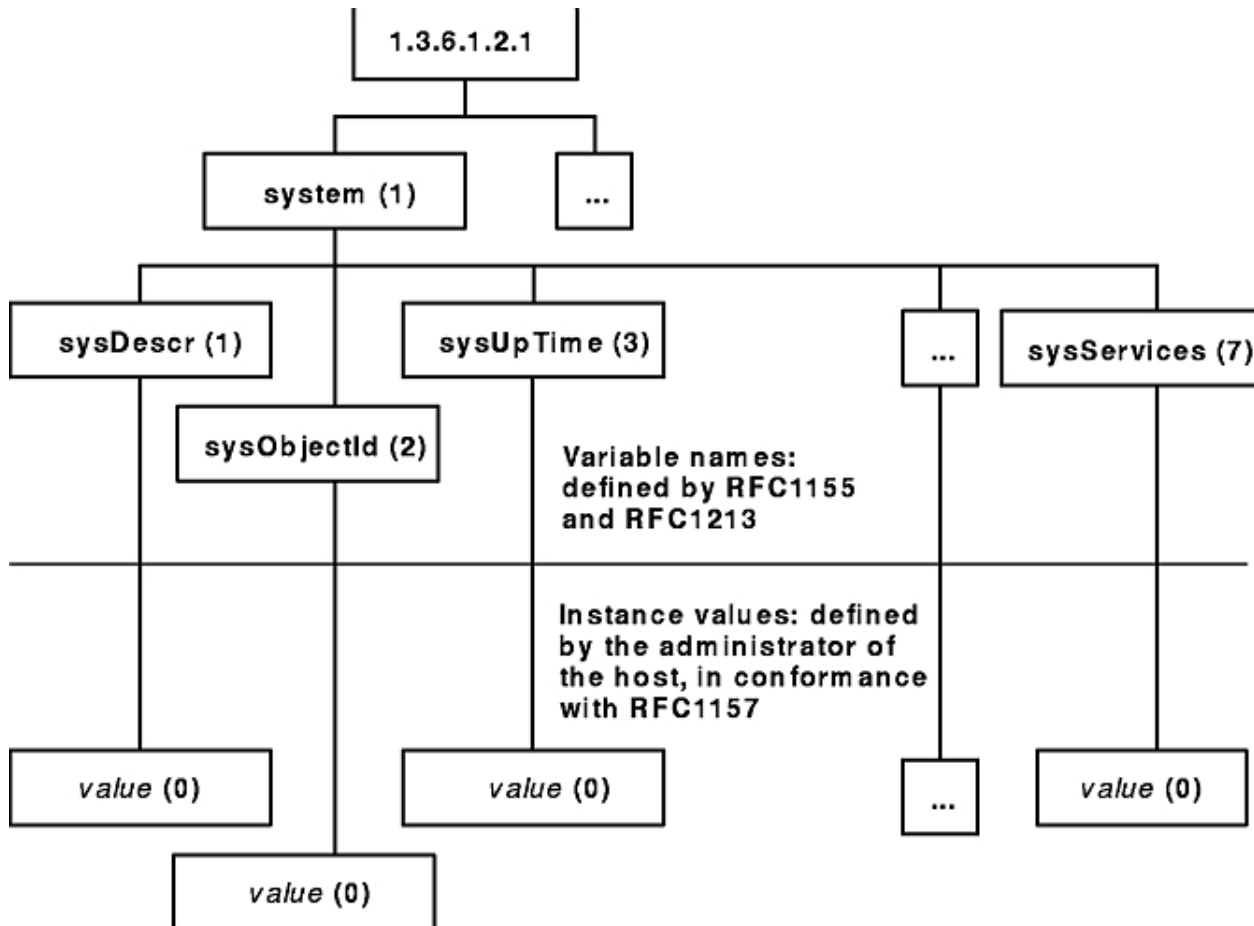 1.3.6.1.2.1
system (1)
...
sysDescr (1)
sysUpTime (3)
...
sysServices (7)
sysObjectId (2)
Variable names:
defined by RFC1155
and RFC1213
Instance values: defined
by the administrator of
the host, in conformance
with RFC1157
value (0)
value (0)
...
value (0)
value (0)